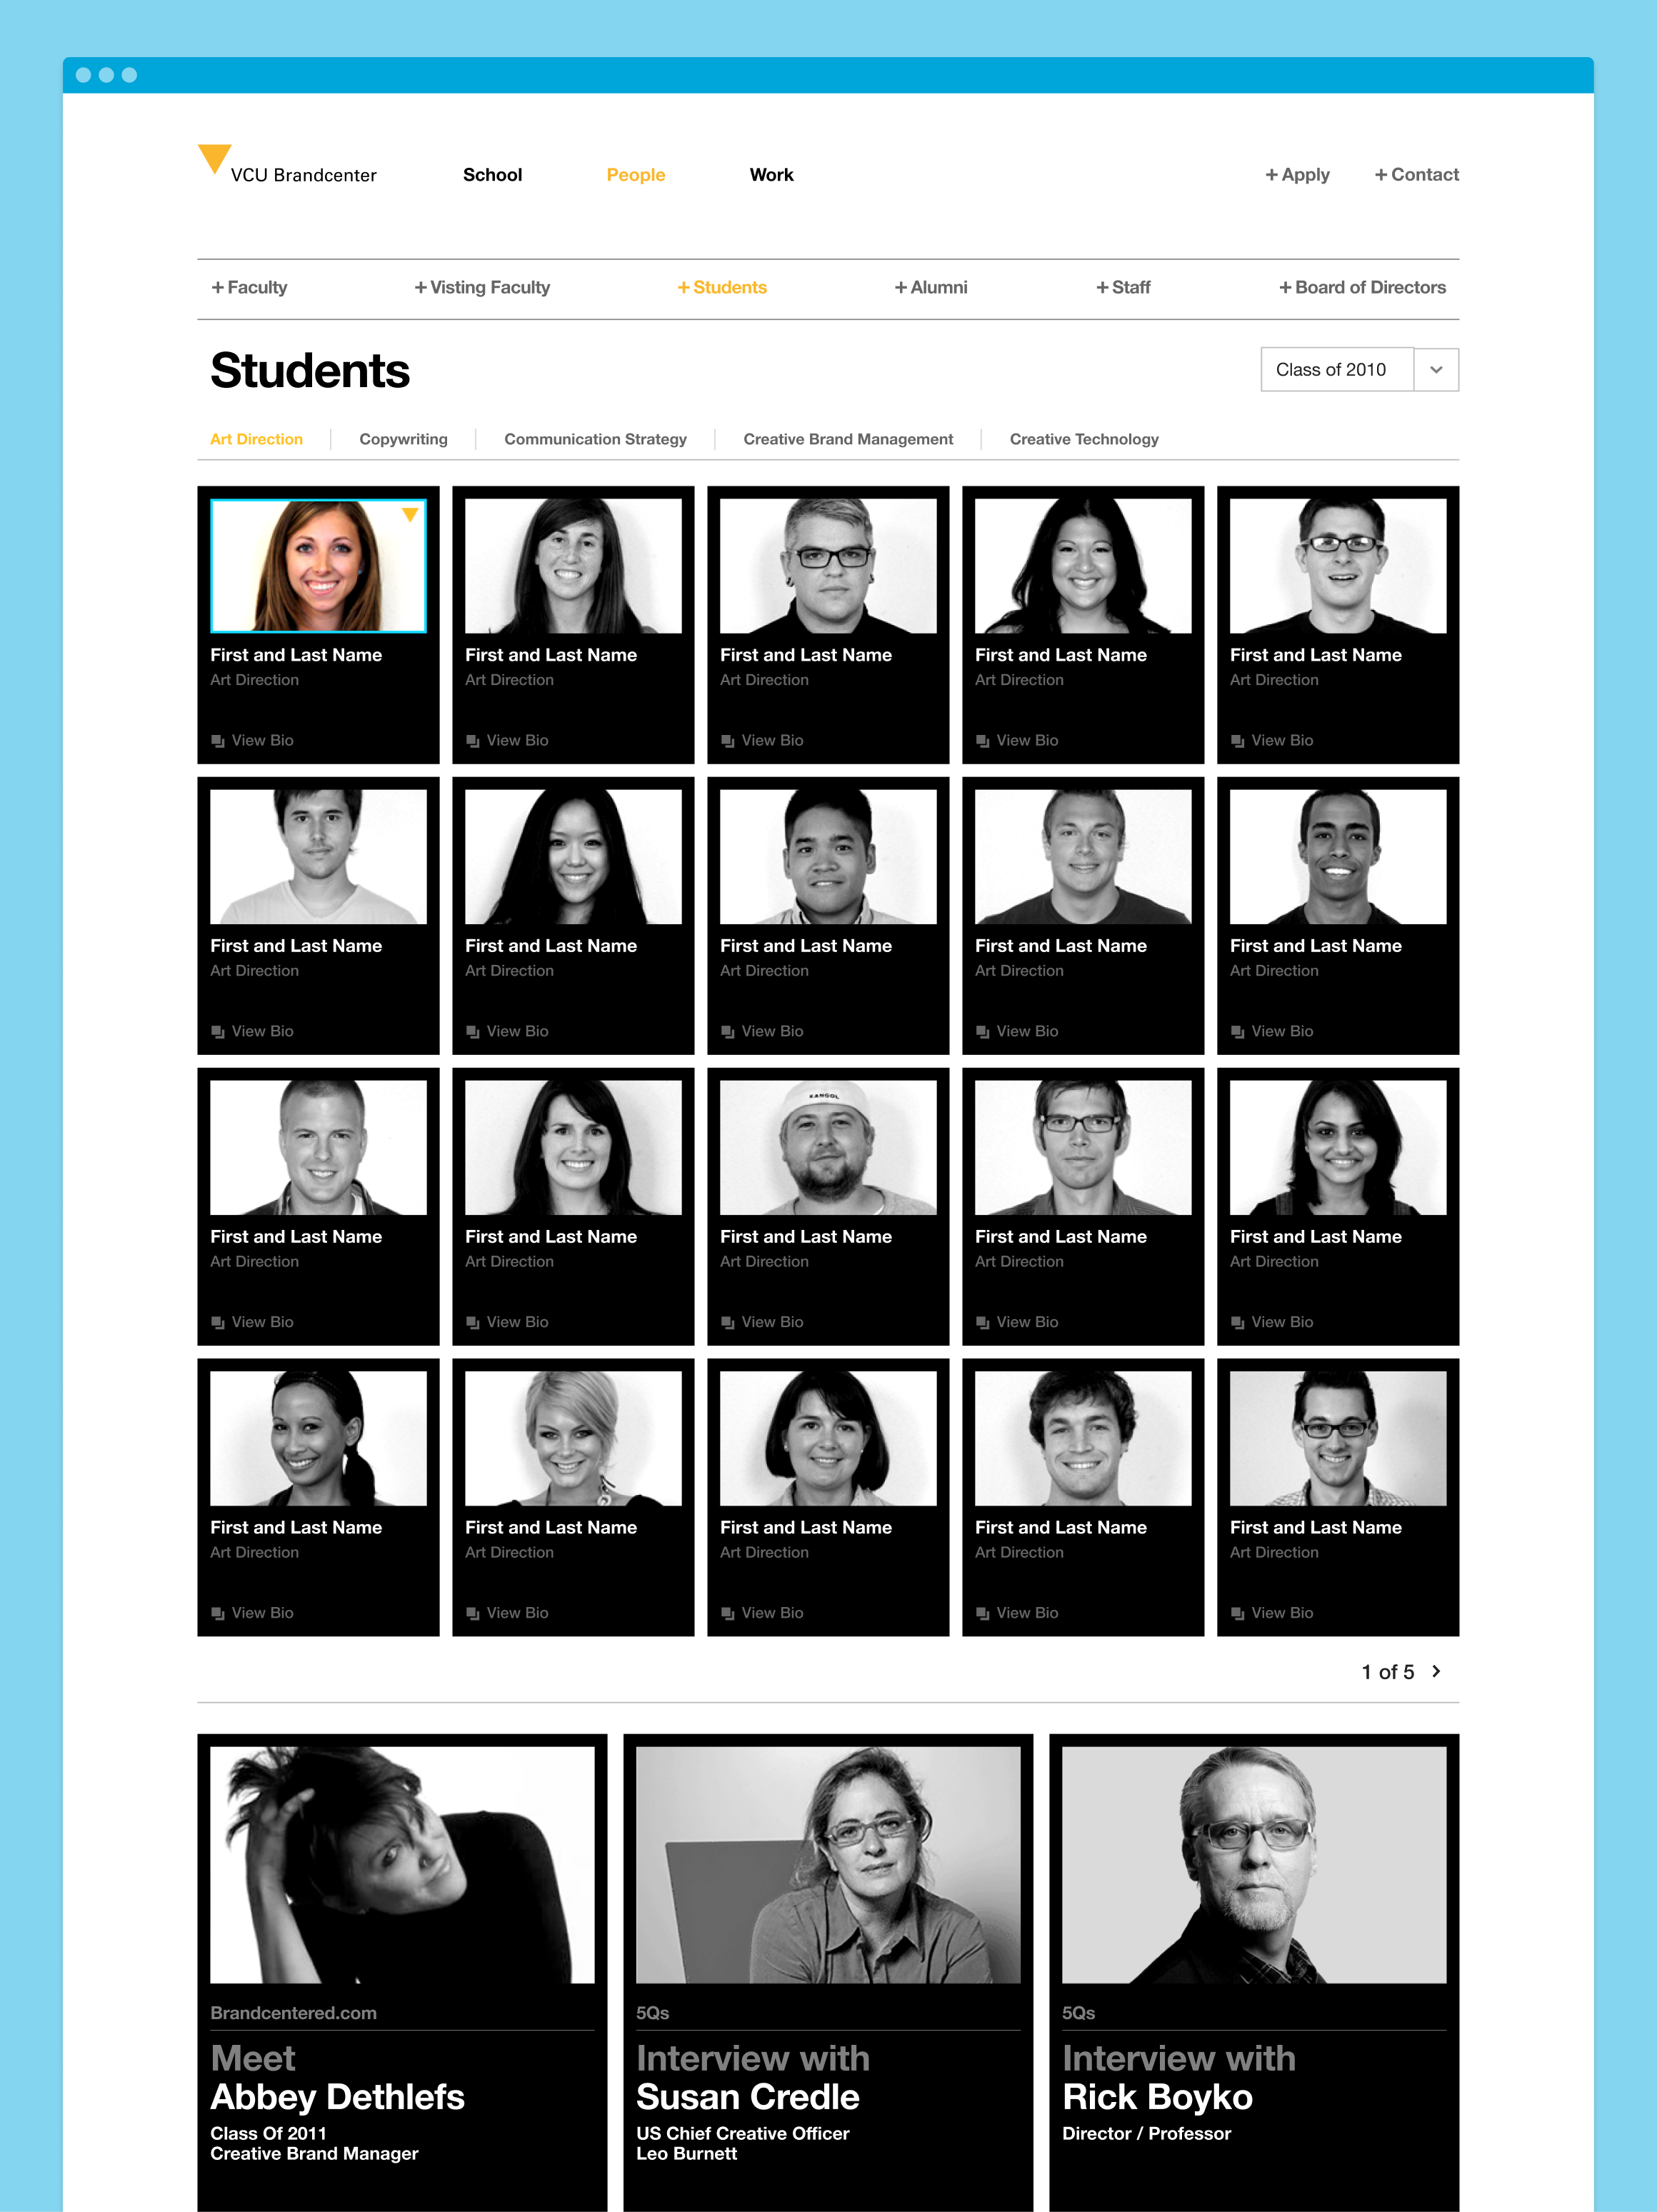 VCU Brandcenter School People Work + Apply + Contact
+ Faculty + Visting Faculty + Students + Alumni + Staff + Board of Directors
Students Class of 2010
Art Direction Copywriting Communication Strategy Creative Brand Management Creative Technology
First and Last Name First and Last Name First and Last Name First and Last Name First and Last Name
Art Direction Art Direction Art Direction Art Direction Art Direction
View Bio View Bio View Bio View Bio View Bio
First and Last Name First and Last Name First and Last Name First and Last Name First and Last Name
Art Direction Art Direction Art Direction Art Direction Art Direction
View Bio View Bio View Bio View Bio View Bio
KANGOL
First and Last Name First and Last Name First and Last Name First and Last Name First and Last Name
Art Direction Art Direction Art Direction Art Direction Art Direction
View Bio View Bio View Bio View Bio View Bio
First and Last Name First and Last Name First and Last Name First and Last Name First and Last Name
Art Direction Art Direction Art Direction Art Direction Art Direction
View Bio View Bio View Bio View Bio View Bio
1 of 5
Brandcentered.com
Meet
Abbey Dethlefs
Class Of 2011
Creative Brand Manager
5Qs
Interview with
Susan Credle
US Chief Creative Officer
Leo Burnett
5Qs
Interview with
Rick Boyko
Director / Professor